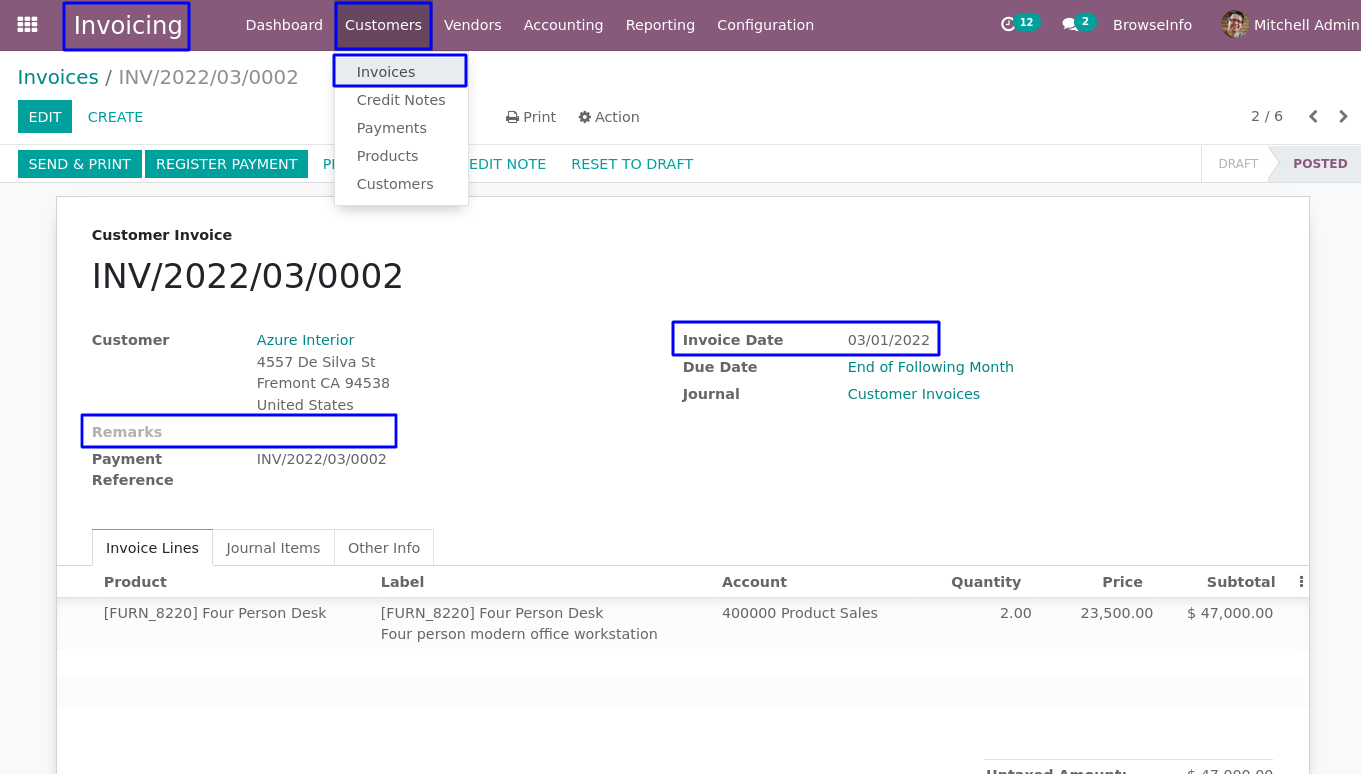 Invoicing Dashboard Customers Vendors Accounting Reporting Configuration 12 2 BrowseInfo Mitchell Admin
Invoices / INV/2022/03/0002
Invoices
Credit Notes
Payments
Products
Customers
EDIT CREATE Print Action 2 / 6
SEND & PRINT REGISTER PAYMENT EDIT NOTE RESET TO DRAFT DRAFT POSTED
Customer Invoice
INV/2022/03/0002
Customer Azure Interior
4557 De Silva St
Fremont CA 94538
United States
Remarks
Payment Reference INV/2022/03/0002
Invoice Date 03/01/2022
Due Date End of Following Month
Journal Customer Invoices
Invoice Lines Journal Items Other Info
Product Label Account Quantity Price Subtotal
[FURN_8220] Four Person Desk [FURN_8220] Four Person Desk 400000 Product Sales 2.00 23,500.00 $ 47,000.00
Four person modern office workstation
Untaxed Amount: $ 47,000.00